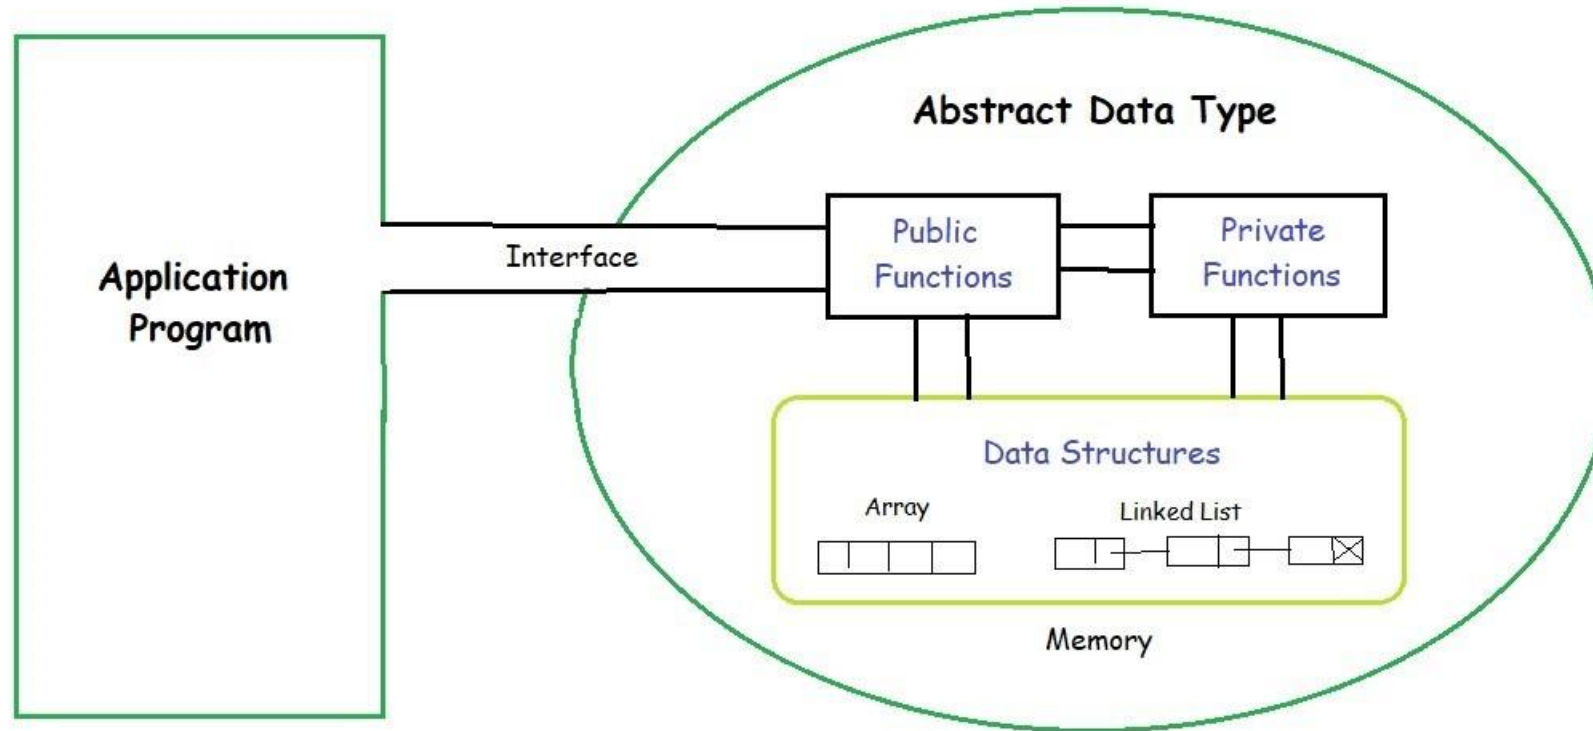 Abstract Data Type
Application
Program
Interface
Public
Functions
Private
Functions
Data Structures
Array
Linked List
Memory